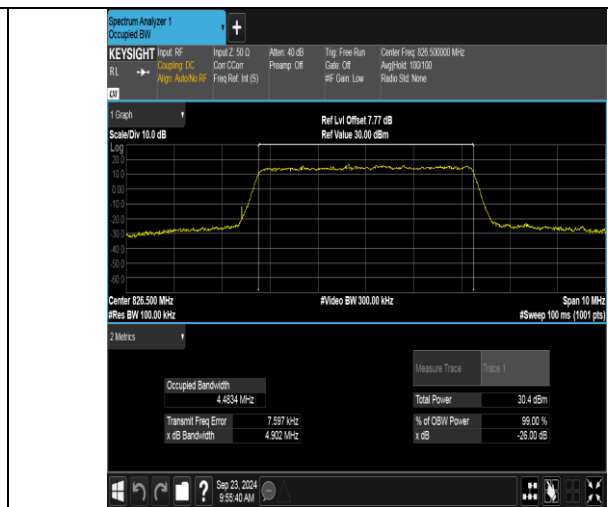 Spectrum Analyzer 1
Occupied BW
+
KEYSIGHT Input: RF Input Z: 50 Ω Atten: 40 dB Trig: Free Run Center Freq: 826.500000 MHz
RL Coupling: DC Corr CCorr Preamp: Off Gate: Off Avg|Hold: 100/100
Align: Auto/No RF Freq Ref: Int (S) #IF Gain: Low Radio Std: None
LXI
1 Graph
Ref Lvl Offset 7.77 dB
Scale/Div 10.0 dB Ref Value 30.00 dBm
Log
20.0
10.0
0.00
-10.0
-20.0
-30.0
-40.0
-50.0
-60.0
Center 826.500 MHz #Video BW 300.00 kHz Span 10 MHz
#Res BW 100.00 kHz #Sweep 100 ms (1001 pts)
2 Metrics
Measure Trace Trace 1
Occupied Bandwidth
4.4834 MHz Total Power 30.4 dBm
Transmit Freq Error 7.597 kHz % of OBW Power 99.00 %
x dB Bandwidth 4.902 MHz x dB -26.00 dB
? Sep 23, 2024
9:55:40 AM